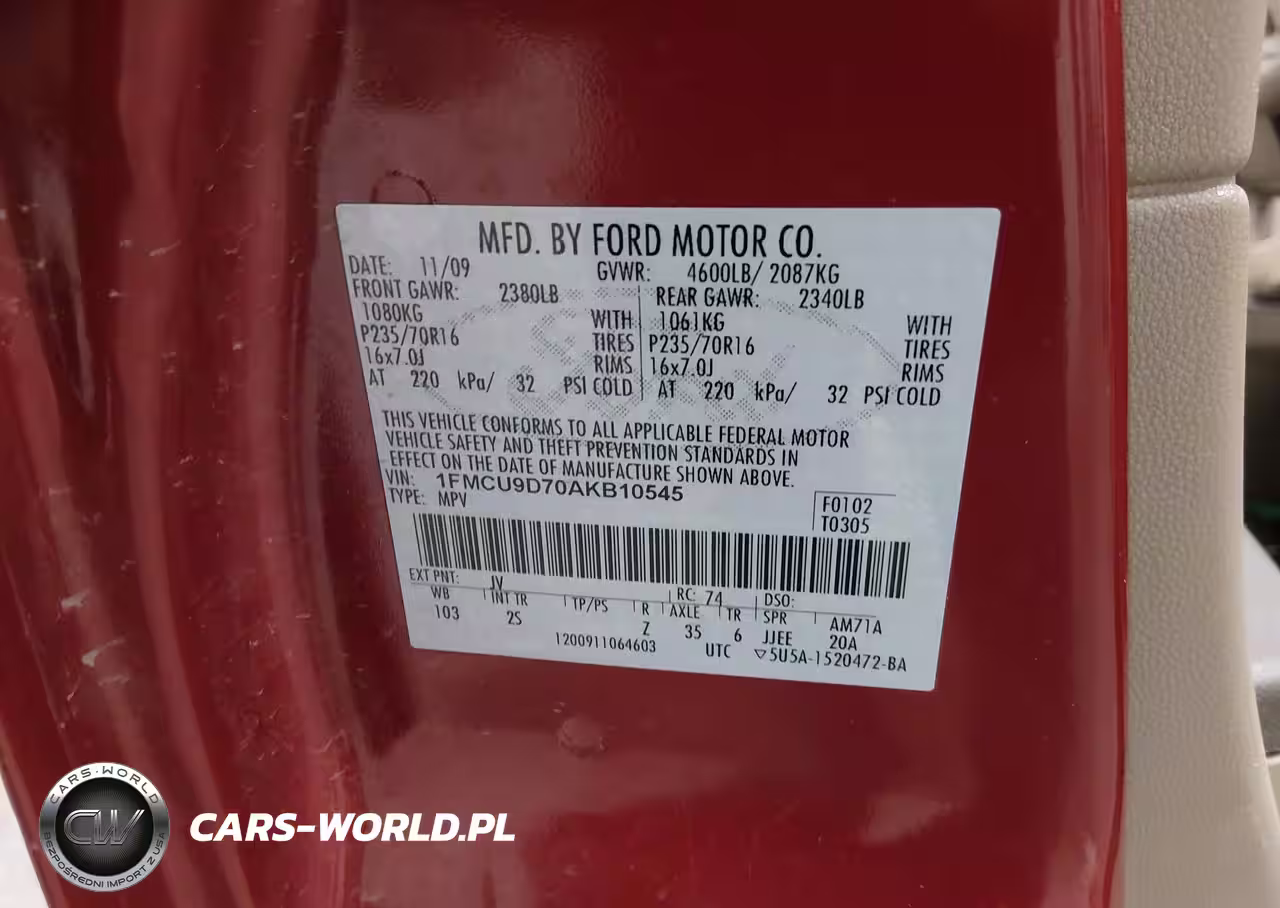 MFD. BY FORD MOTOR CO.
DATE: 11/09 GVWR: 4600LB/ 2087KG
FRONT GAWR: 2380LB REAR GAWR: 2340LB
1080KG WITH 1061KG WITH
P235/70R16 TIRES P235/70R16 TIRES
16x7.0J RIMS 16x7.0J RIMS
AT 220 kPa/ 32 PSI COLD AT 220 kPa/ 32 PSI COLD
THIS VEHICLE CONFORMS TO ALL APPLICABLE FEDERAL MOTOR
VEHICLE SAFETY AND THEFT PREVENTION STANDARDS IN
EFFECT ON THE DATE OF MANUFACTURE SHOWN ABOVE.
VIN: 1FMCU9D70AKB10545
TYPE: MPV
F0102
T0305
EXT PNT: JV RC: 74 DSO:
WB INT TR TP/PS R AXLE TR SPR AM71A
103 2S Z 35 6 JJEE 20A
1200911064603 UTC ▽5U5A-1520472-BA
CARS-WORLD
CW
BEZPOŚREDNI IMPORT Z USA
CARS-WORLD.PL